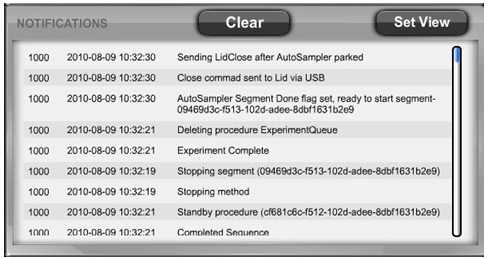 NOTIFICATIONS Clear Set View
1000 2010-08-09 10:32:30 Sending LidClose after AutoSampler parked
1000 2010-08-09 10:32:30 Close commad sent to Lid via USB
1000 2010-08-09 10:32:30 AutoSampler Segment Done flag set, ready to start segment-
09469d3c-f513-102d-adee-8dbf1631b2e9
1000 2010-08-09 10:32:21 Deleting procedure ExperimentQueue
1000 2010-08-09 10:32:21 Experiment Complete
1000 2010-08-09 10:32:19 Stopping segment (09469d3c-f513-102d-adee-8dbf1631b2e9)
1000 2010-08-09 10:32:19 Stopping method
1000 2010-08-09 10:32:21 Standby procedure (cf681c6c-f512-102d-adee-8dbf1631b2e9)
1000 2010-08-09 10:32:21 Completed Sequence